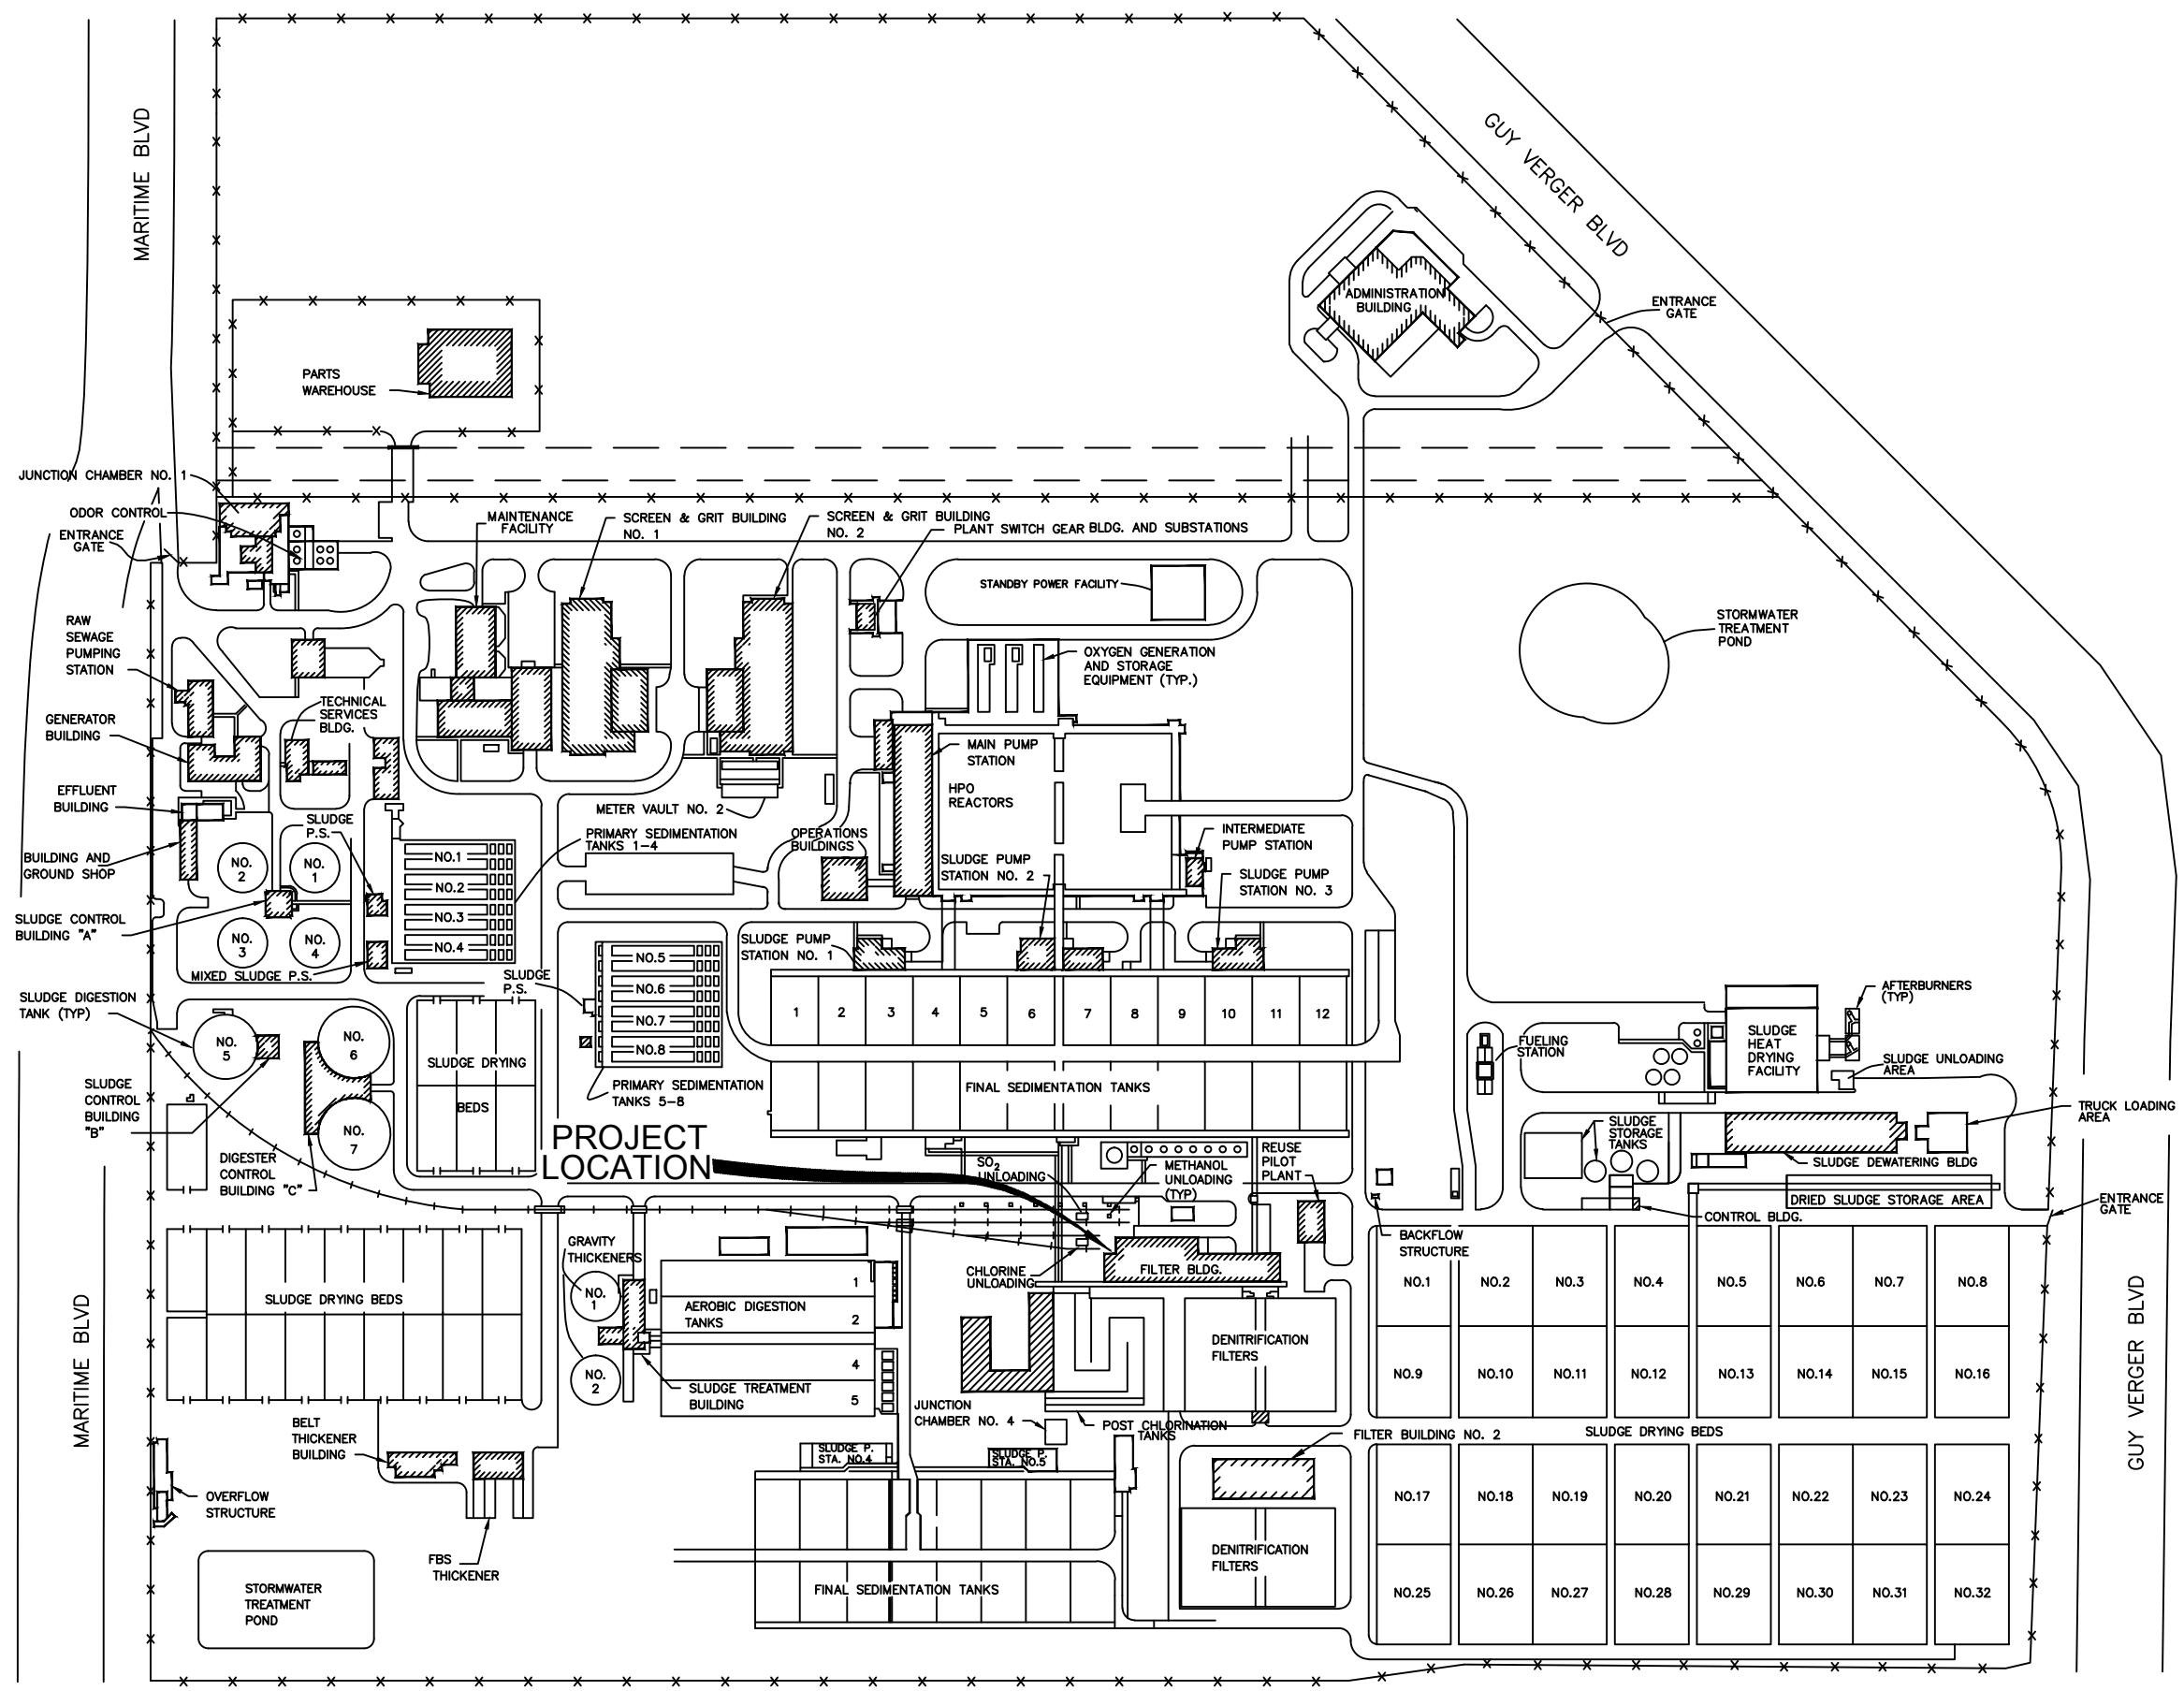 MARITIME BLVD
GUY VERGER BLVD
ADMINISTRATION
BUILDING
ENTRANCE
GATE
PARTS
WAREHOUSE
JUNCTION CHAMBER NO. 1
ODOR CONTROL
ENTRANCE
GATE
MAINTENANCE
FACILITY
SCREEN & GRIT BUILDING
NO. 1
SCREEN & GRIT BUILDING
NO. 2
PLANT SWITCH GEAR BLDG. AND SUBSTATIONS
STANDBY POWER FACILITY
STORMWATER
TREATMENT
POND
RAW
SEWAGE
PUMPING
STATION
OXYGEN GENERATION
AND STORAGE
EQUIPMENT (TYP.)
TECHNICAL
SERVICES
BLDG.
GENERATOR
BUILDING
MAIN PUMP
STATION
HPO
REACTORS
EFFLUENT
BUILDING
METER VAULT NO. 2
SLUDGE
P.S.
PRIMARY SEDIMENTATION
TANKS 1-4
OPERATIONS
BUILDINGS
INTERMEDIATE
PUMP STATION
BUILDING AND
GROUND SHOP
NO.
2
NO.
1
NO.1
NO.2
NO.3
NO.4
SLUDGE PUMP
STATION NO. 2
SLUDGE PUMP
STATION NO. 3
SLUDGE CONTROL
BUILDING "A"
NO.
3
NO.
4
MIXED SLUDGE P.S.
SLUDGE PUMP
STATION NO. 1
SLUDGE
P.S.
NO.5
NO.6
NO.7
NO.8
SLUDGE DIGESTION
TANK (TYP)
NO.
5
NO.
6
NO.
7
1 2 3 4 5 6 7 8 9 10 11 12
AFTERBURNERS
(TYP)
SLUDGE
HEAT
DRYING
FACILITY
FUELING
STATION
SLUDGE UNLOADING
AREA
SLUDGE DRYING
BEDS
PRIMARY SEDIMENTATION
TANKS 5-8
FINAL SEDIMENTATION TANKS
SLUDGE
CONTROL
BUILDING
"B"
TRUCK LOADING
AREA
PROJECT
LOCATION
SLUDGE
STORAGE
TANKS
DIGESTER
CONTROL
BUILDING "C"
SO2
UNLOADING
METHANOL
UNLOADING
(TYP)
REUSE
PILOT
PLANT
SLUDGE DEWATERING BLDG
DRIED SLUDGE STORAGE AREA
CONTROL BLDG.
ENTRANCE
GATE
BACKFLOW
STRUCTURE
GRAVITY
THICKENERS
NO.
1
NO.
2
CHLORINE
UNLOADING
FILTER BLDG.
NO.1 NO.2 NO.3 NO.4 NO.5 NO.6 NO.7 NO.8
SLUDGE DRYING BEDS
AEROBIC DIGESTION
TANKS
1
2
4
5
DENITRIFICATION
FILTERS
NO.9 NO.10 NO.11 NO.12 NO.13 NO.14 NO.15 NO.16
MARITIME BLVD
GUY VERGER BLVD
SLUDGE TREATMENT
BUILDING
JUNCTION
CHAMBER NO. 4
POST CHLORINATION
TANKS
BELT
THICKENER
BUILDING
FILTER BUILDING NO. 2
SLUDGE DRYING BEDS
SLUDGE P.
STA. NO.4
SLUDGE P.
STA. NO.5
NO.17 NO.18 NO.19 NO.20 NO.21 NO.22 NO.23 NO.24
OVERFLOW
STRUCTURE
FBS
THICKENER
DENITRIFICATION
FILTERS
STORMWATER
TREATMENT
POND
FINAL SEDIMENTATION TANKS
NO.25 NO.26 NO.27 NO.28 NO.29 NO.30 NO.31 NO.32